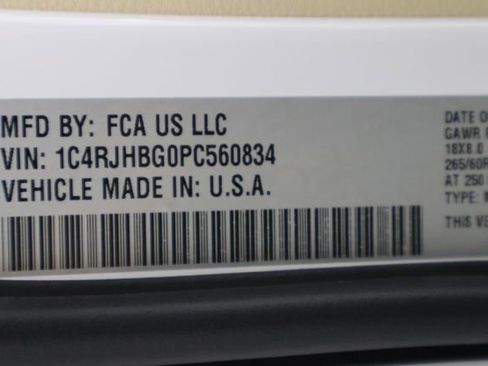 MFD BY: FCA US LLC
VIN: 1C4RJHBG0PC560834
VEHICLE MADE IN: U.S.A.
DATE O
GAWR
18X8.0
265/60R
AT 250
TYPE:
THIS VE